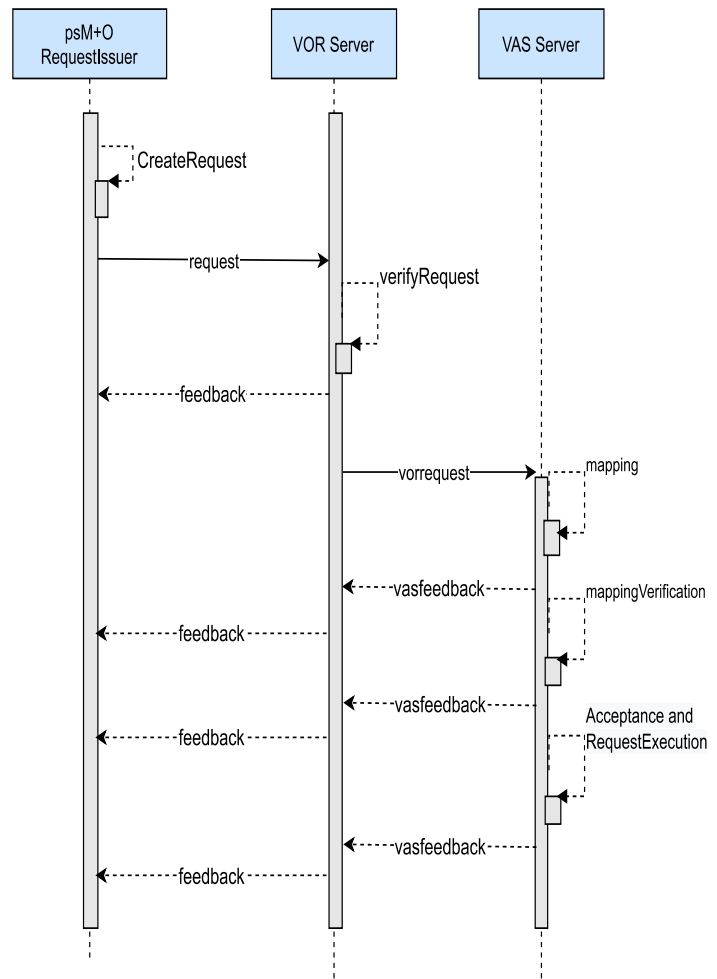 psM+O
RequestIssuer
VOR Server
VAS Server
CreateRequest
request
verifyRequest
feedback
vorrequest
mapping
vasfeedback
mappingVerification
feedback
vasfeedback
Acceptance and
RequestExecution
feedback
vasfeedback
feedback